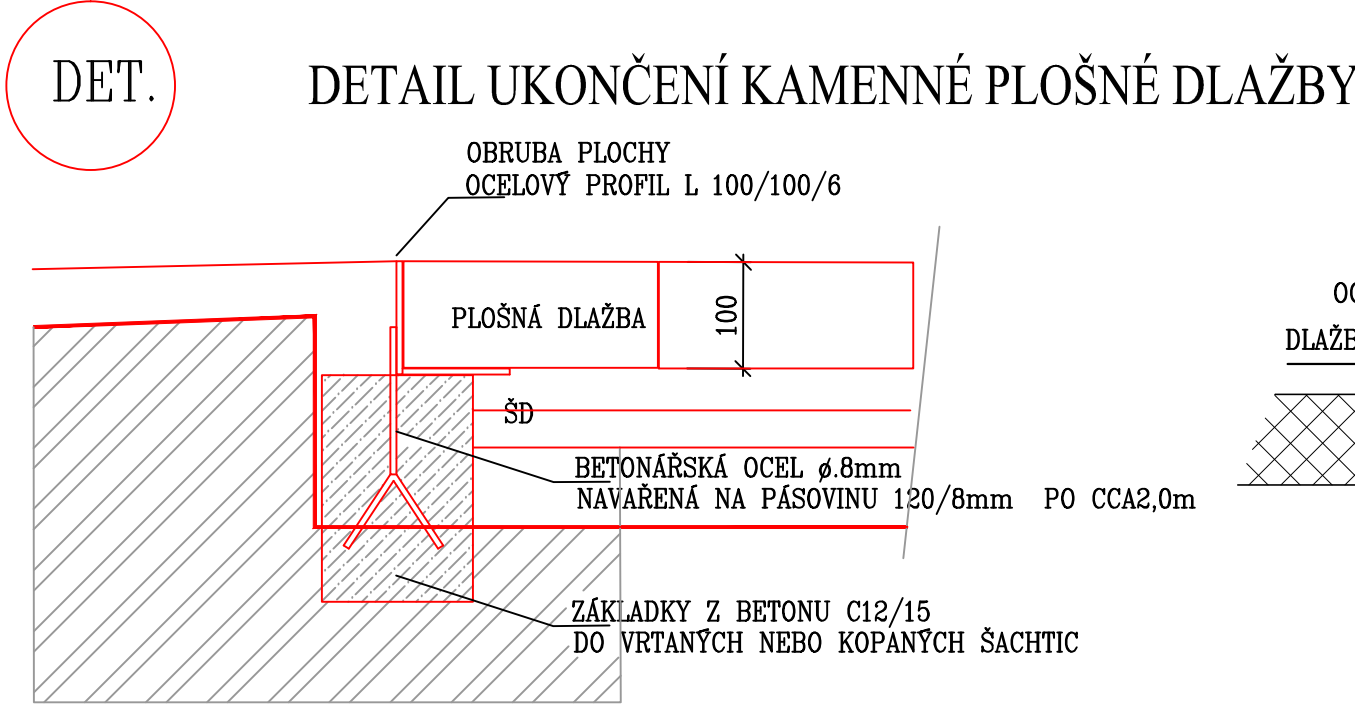 DET.
DETAIL UKONČENÍ KAMENNÉ PLOŠNÉ DLAŽBY
OBRUBA PLOCHY
OCELOVÝ PROFIL L 100/100/6
PLOŠNÁ DLAŽBA
100
ŠD
BETONÁŘSKÁ OCEL ø.8mm
NAVAŘENÁ NA PÁSOVINU 120/8mm PO CCA2,0m
ZÁKLADKY Z BETONU C12/15
DO VRTANÝCH NEBO KOPANÝCH ŠACHTIC